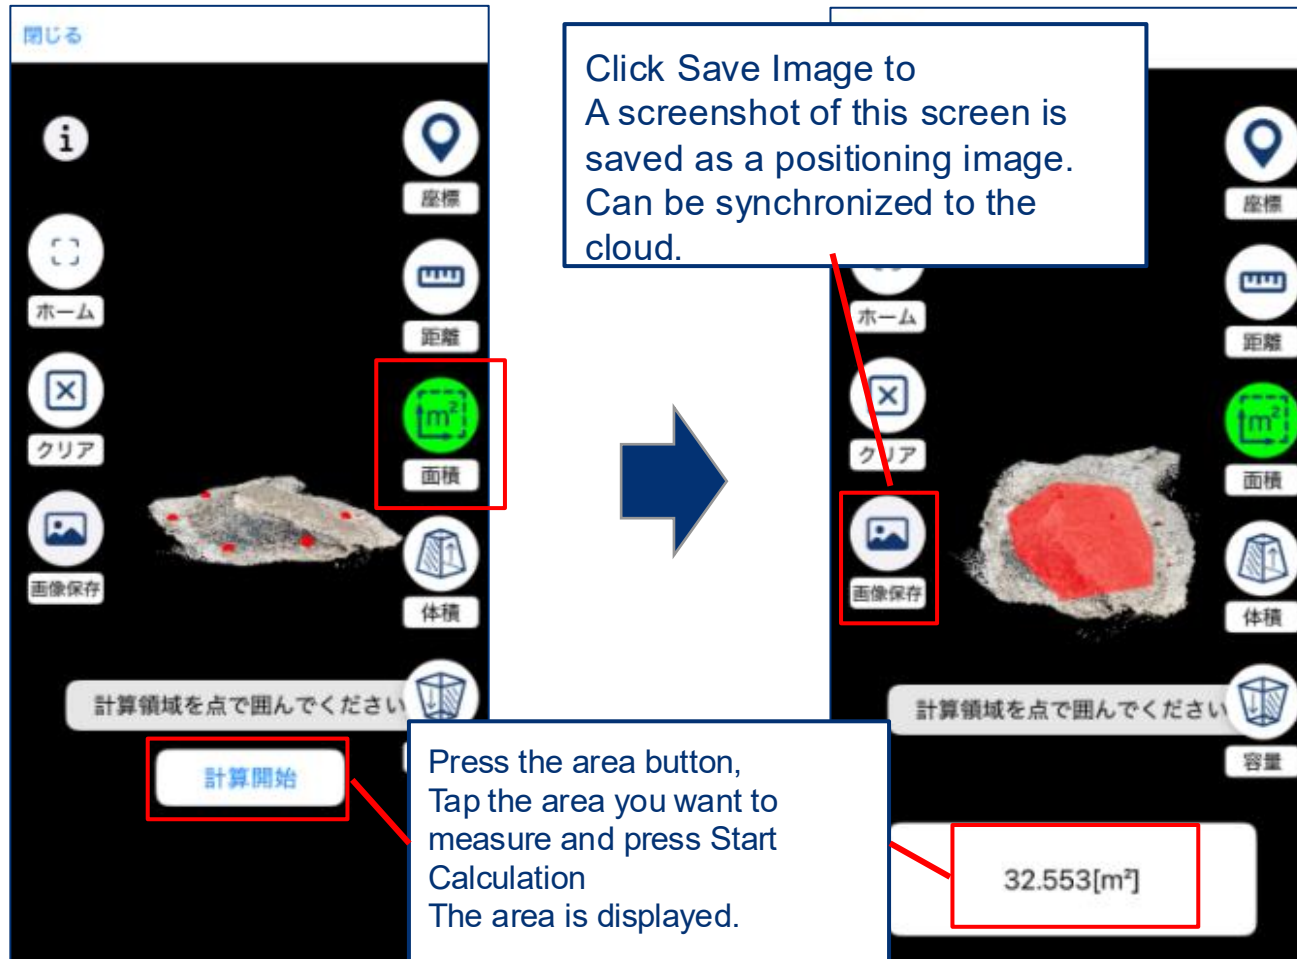 閉じる
i
座標
ホーム
距離
m²
クリア
面積
画像保存
体積
計算領域を点で囲んでください
計算開始
Click Save Image to
A screenshot of this screen is
saved as a positioning image.
Can be synchronized to the
cloud.
座標
ホーム
距離
m²
クリア
面積
画像保存
体積
計算領域を点で囲んでください
容量
Press the area button,
Tap the area you want to
measure and press Start
Calculation
The area is displayed.
32.553[m²]